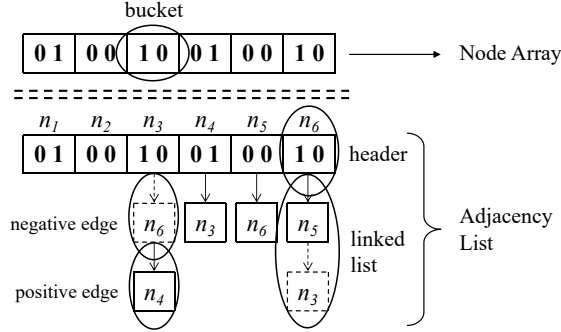 bucket
0 1 0 0 1 0 0 1 0 0 1 0 Node Array
n1 n2 n3 n4 n5 n6
0 1 0 0 1 0 0 1 0 0 1 0 header
negative edge n6 n3 n6 n5
linked
list
Adjacency
List
positive edge n4 n3